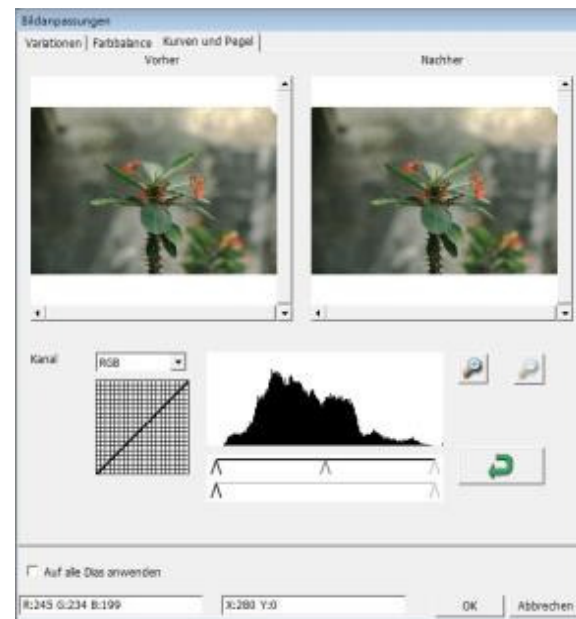 Bildanpassungen
Variationen Farbbalance Kurven und Pegel
Vorher Nachher
Kanal RGB
Auf alle Dias anwenden
R:245 G:234 B:199 X:280 Y:0 OK Abbrechen